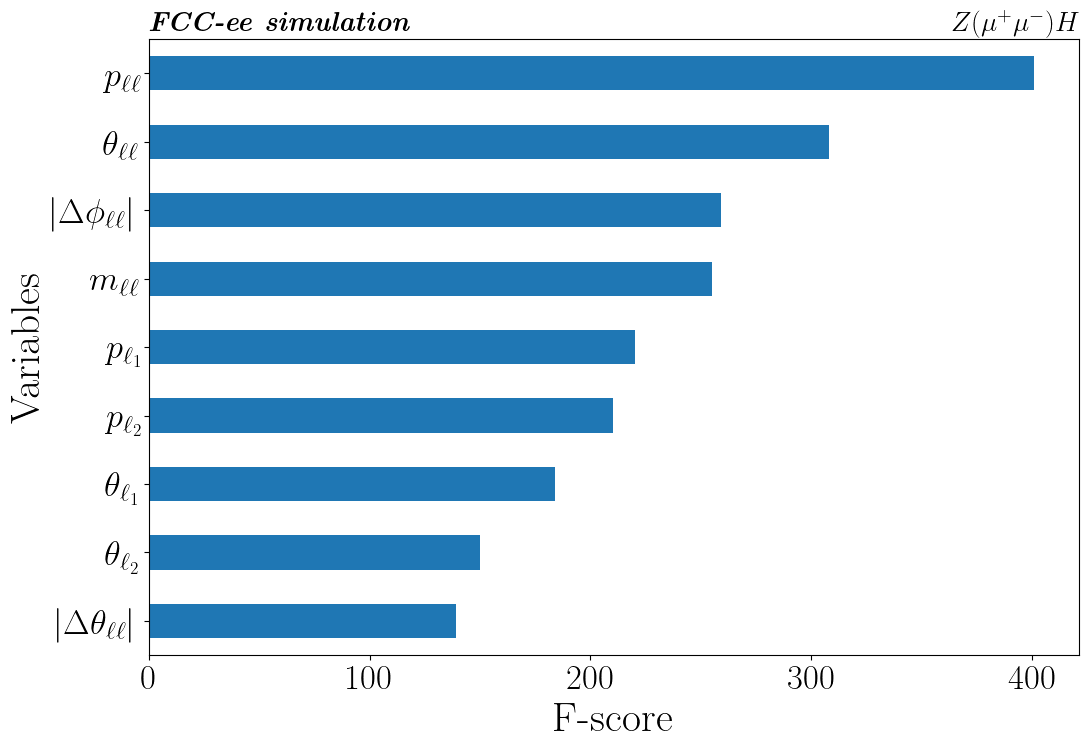 FCC-ee simulation
Z(μ⁺μ⁻)H
Variables
p_ℓℓ
θ_ℓℓ
|Δϕ_ℓℓ|
m_ℓℓ
p_ℓ₁
p_ℓ₂
θ_ℓ₁
θ_ℓ₂
|Δθ_ℓℓ|
0 100 200 300 400
F-score